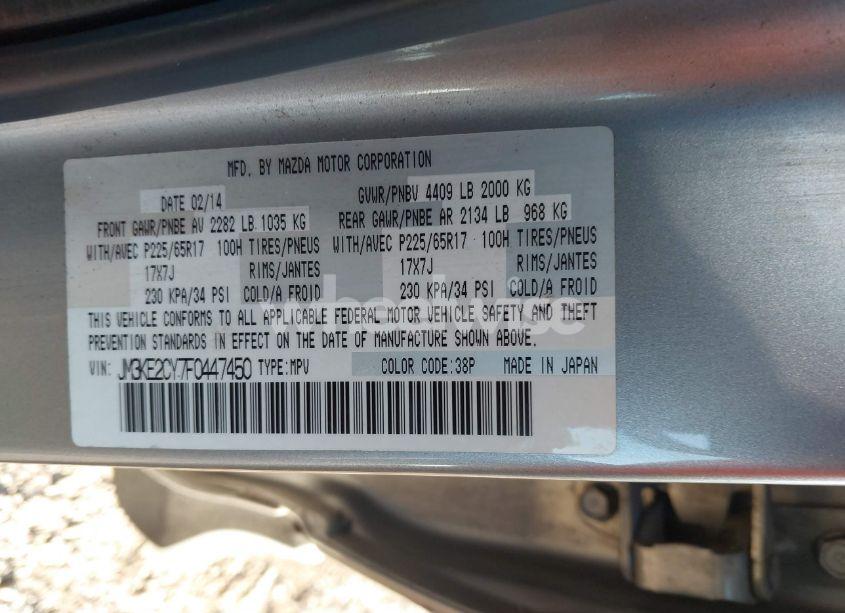 MFD. BY MAZDA MOTOR CORPORATION
DATE 02/14 GVWR/PNBV 4409 LB 2000 KG
FRONT GAWR/PNBE AV 2282 LB 1035 KG REAR GAWR/PNBE AR 2134 LB 968 KG
WITH/AVEC P225/65R17 100H TIRES/PNEUS WITH/AVEC P225/65R17 100H TIRES/PNEUS
17X7J RIMS/JANTES 17X7J RIMS/JANTES
230 KPA/34 PSI COLD/A FROID 230 KPA/34 PSI COLD/A FROID
THIS VEHICLE CONFORMS TO ALL APPLICABLE FEDERAL MOTOR VEHICLE SAFETY AND THEFT
PREVENTION STANDARDS IN EFFECT ON THE DATE OF MANUFACTURE SHOWN ABOVE.
VIN: JM3KE2CY7F0447450 TYPE:MPV COLOR CODE:38P MADE IN JAPAN